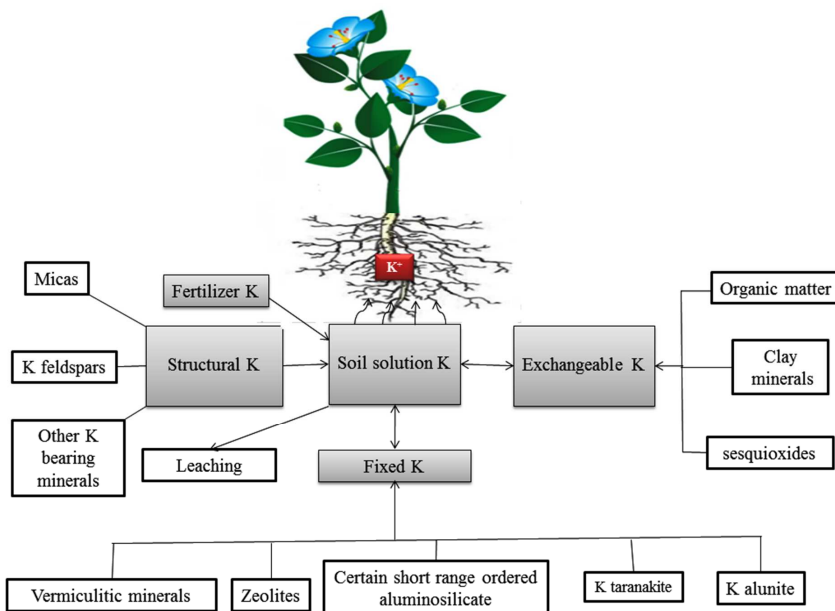 K⁺
Micas
Fertilizer K
Organic matter
K feldspars
Structural K
Soil solution K
Exchangeable K
Clay
minerals
Other K
bearing
minerals
Leaching
Fixed K
sesquioxides
Vermiculitic minerals
Zeolites
Certain short range ordered
aluminosilicate
K taranakite
K alunite